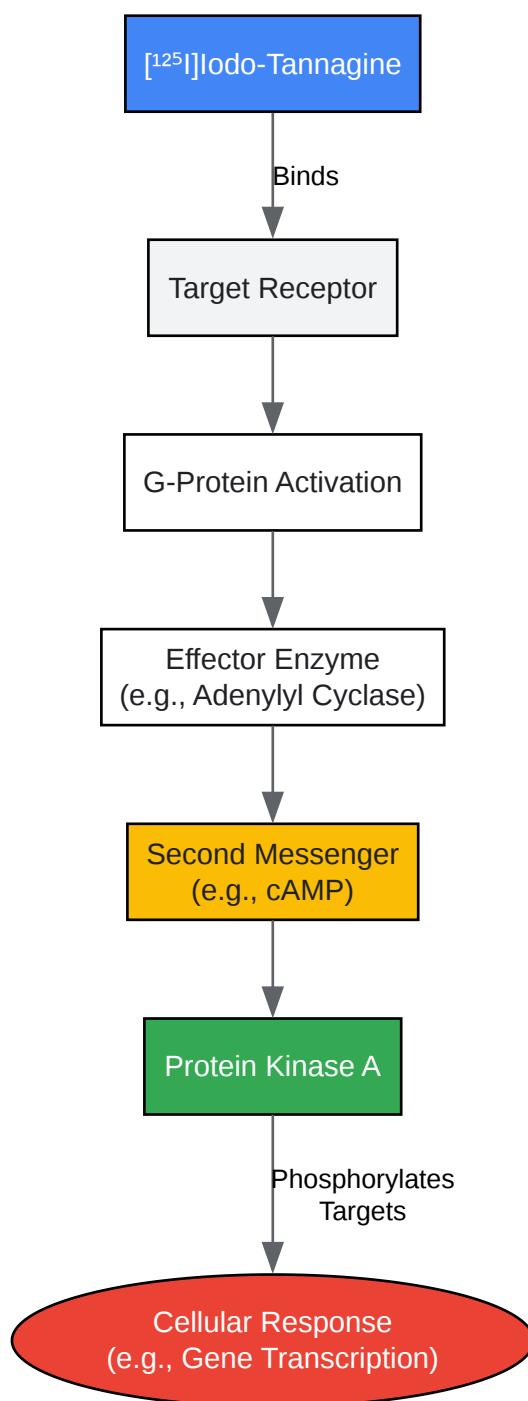 [¹²⁵I]Iodo-Tannagine
Binds
Target Receptor
G-Protein Activation
Effector Enzyme
(e.g., Adenylyl Cyclase)
Second Messenger
(e.g., cAMP)
Protein Kinase A
Phosphorylates
Targets
Cellular Response
(e.g., Gene Transcription)